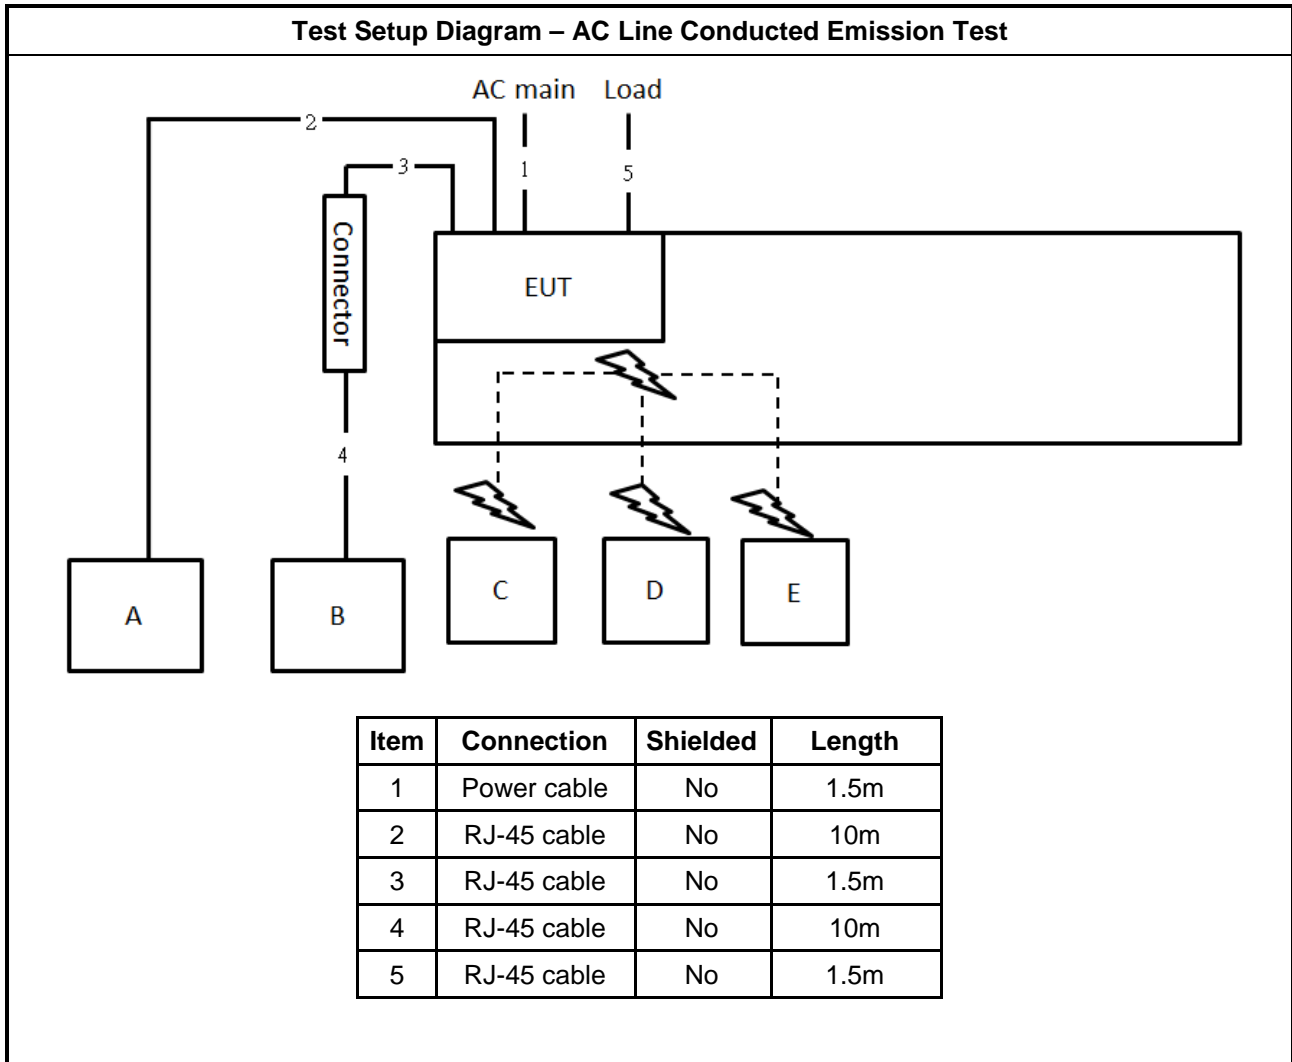 Test Setup Diagram – AC Line Conducted Emission Test
AC main Load
2
3
1
5
Connector
EUT
4
A
B
C
D
E
Item Connection Shielded Length
1 Power cable No 1.5m
2 RJ-45 cable No 10m
3 RJ-45 cable No 1.5m
4 RJ-45 cable No 10m
5 RJ-45 cable No 1.5m